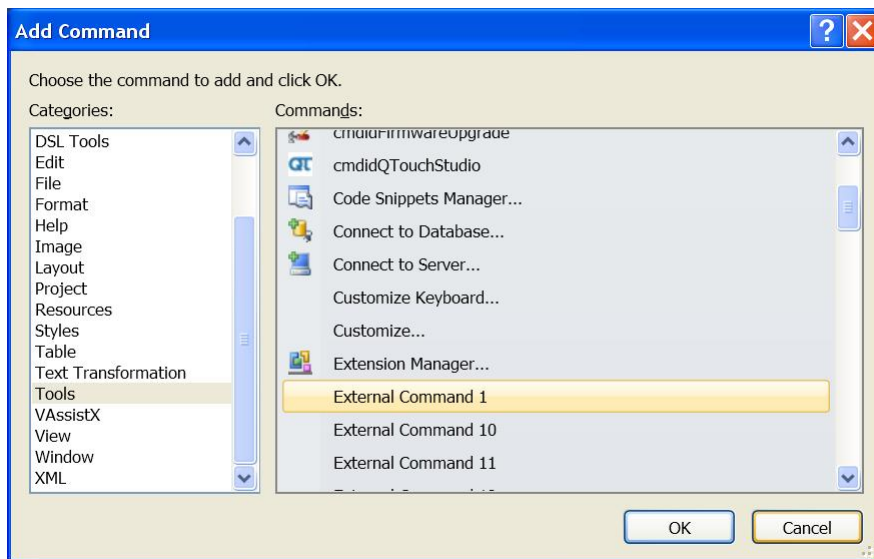 Add Command
Choose the command to add and click OK.
Categories:
Commands:
DSL Tools
Edit
File
Format
Help
Image
Layout
Project
Resources
Styles
Table
Text Transformation
Tools
VAssistX
View
Window
XML
cmdidFirmwareUpgrade
QT cmdidQTouchStudio
Code Snippets Manager...
Connect to Database...
Connect to Server...
Customize Keyboard...
Customize...
Extension Manager...
External Command 1
External Command 10
External Command 11
OK
Cancel